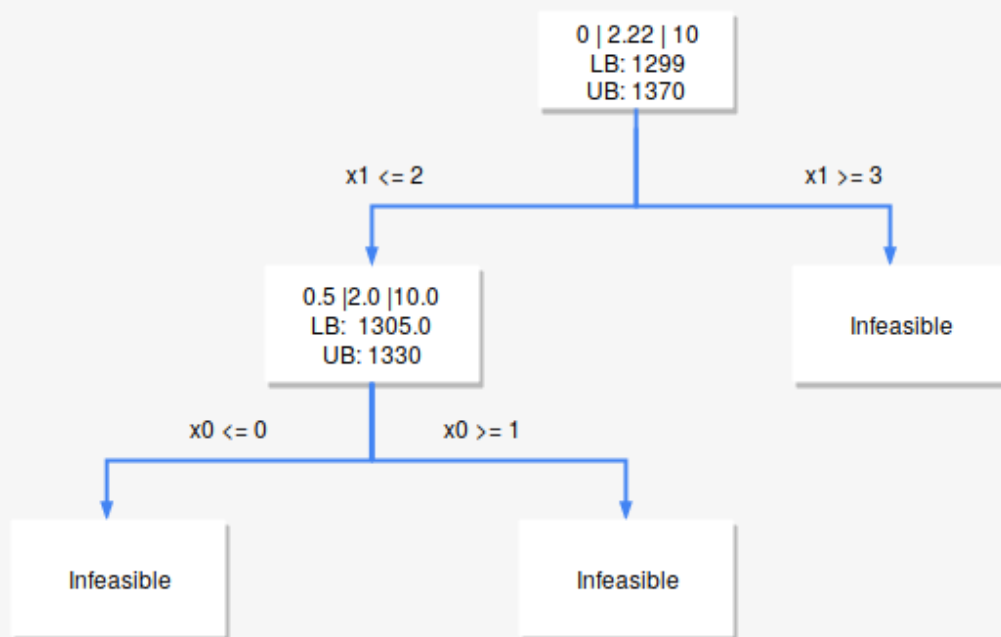 0 | 2.22 | 10
LB: 1299
UB: 1370
x1 <= 2
x1 >= 3
0.5 |2.0 |10.0
LB: 1305.0
UB: 1330
Infeasible
x0 <= 0
x0 >= 1
Infeasible
Infeasible